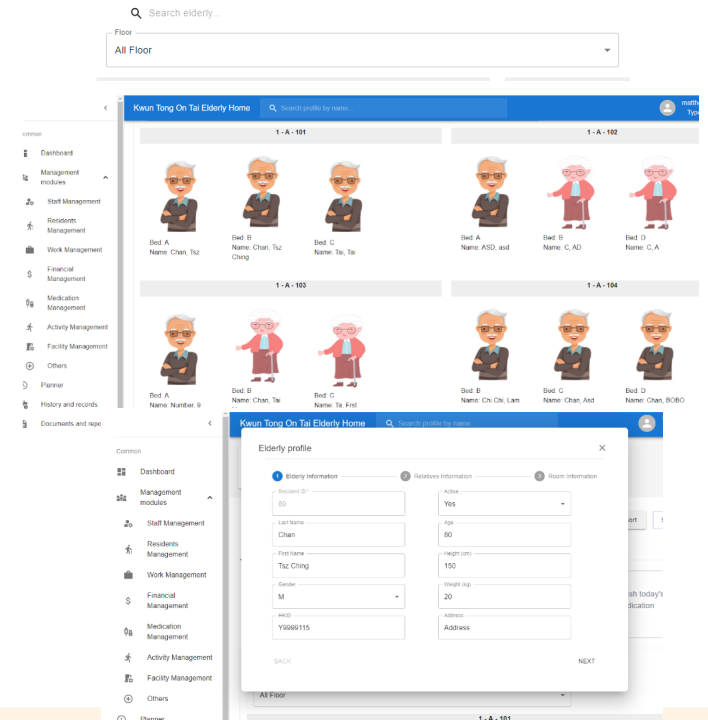 Search elderly...
Floor
All Floor
Kwun Tong On Tai Elderly Home
Search profile by name...
Common
Dashboard
Management
modules
Staff Management
Residents
Management
Work Management
Financial
Management
Medication
Management
Activity Management
Facility Management
Others
Planner
History and records
Documents and repo
1 - A - 101
Bed: A
Name: Chan, Tsz
Bed: B
Name: Chan, Tsz
Ching
Bed: C
Name: Tai, Tai
1 - A - 102
Bed: A
Name: ASD, asd
Bed: B
Name: C, AD
Bed: D
Name: C, A
1 - A - 103
Bed: A
Name: Number, 9
Bed: B
Name: Chan, Tai
Bed: C
Name: Ta, Frst
1 - A - 104
Bed: B
Name: Chi Chi, Lam
Bed: C
Name: Chan, Asd
Bed: D
Name: Chan, BOBO
Kwun Tong On Tai Elderly Home
Search profile by name
Common
Dashboard
Management
modules
Staff Management
Residents
Management
Work Management
Financial
Management
Medication
Management
Activity Management
Facility Management
Others
Planner
Elderly profile
1 Elderly Information
2 Relatives Information
3 Room Information
Resident ID*
89
Active
Yes
Last Name
Chan
Age
80
First Name
Tsz Ching
Height (cm)
150
Gender
M
Weight (kg)
20
HKID
Y9999115
Address
Address
BACK
NEXT
ort
sh today's
dication
All Floor
1 - A - 101